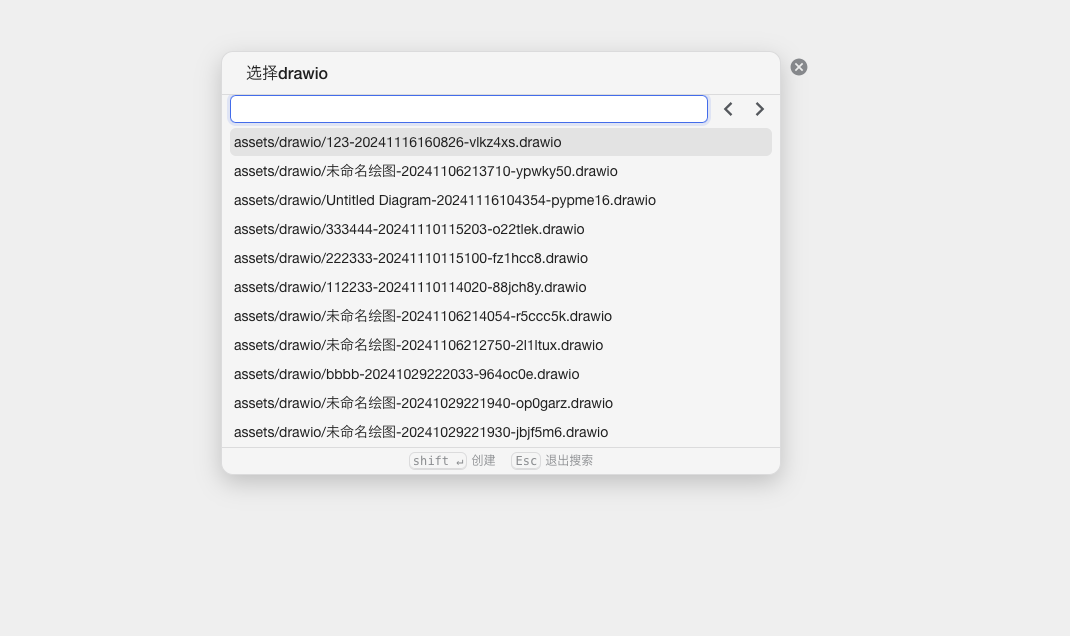 选择drawio
assets/drawio/123-20241116160826-vlkz4xs.drawio
assets/drawio/未命名绘图-20241106213710-ypwky50.drawio
assets/drawio/Untitled Diagram-20241116104354-pypme16.drawio
assets/drawio/333444-20241110115203-o22tlek.drawio
assets/drawio/222333-20241110115100-fz1hcc8.drawio
assets/drawio/112233-20241110114020-88jch8y.drawio
assets/drawio/未命名绘图-20241106214054-r5ccc5k.drawio
assets/drawio/未命名绘图-20241106212750-2l1ltux.drawio
assets/drawio/bbbb-20241029222033-964oc0e.drawio
assets/drawio/未命名绘图-20241029221940-op0garz.drawio
assets/drawio/未命名绘图-20241029221930-jbjf5m6.drawio
shift ↵ 创建 Esc 退出搜索